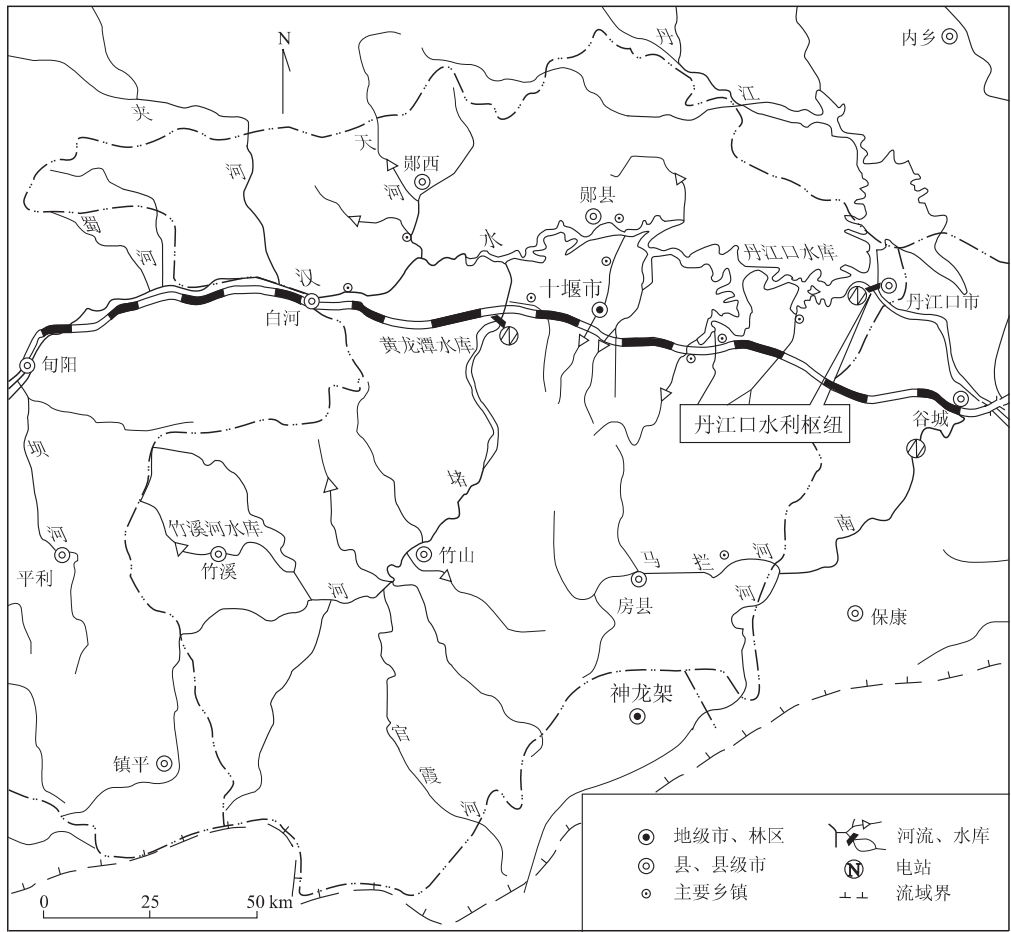 N
丹
江
内乡
夹
河
天
河
郧西
郧县
蜀
河
汉
水
丹江口水库
十堰市
丹江口市
白河
黄龙潭水库
旬阳
丹江口水利枢纽
谷城
坝
河
堵
河
南
河
竹溪河水库
竹溪
竹山
平利
马
拦
河
房县
保康
神龙架
镇平
官
霞
河
地级市、林区
河流、水库
县、县级市
N
电站
主要乡镇
流域界
0
25
50 km